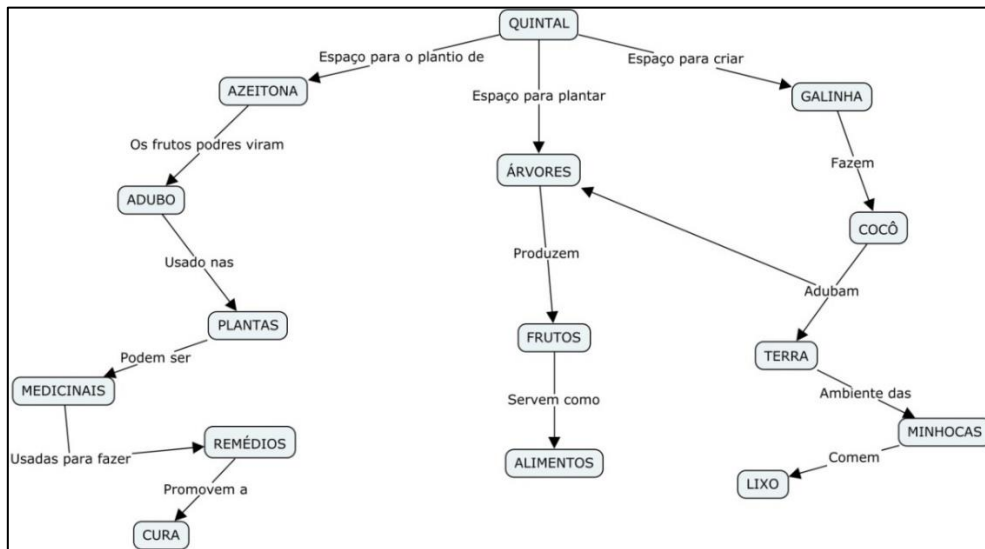 QUINTAL
Espaço para o plantio de
Espaço para criar
AZEITONA
Espaço para plantar
GALINHA
Os frutos podres viram
Fazem
ÁRVORES
ADUBO
COCÔ
Produzem
Usado nas
Adubam
PLANTAS
FRUTOS
TERRA
Podem ser
MEDICINAIS
Ambiente das
Servem como
MINHOCAS
REMÉDIOS
Usadas para fazer
Comem
ALIMENTOS
LIXO
Promovem a
CURA